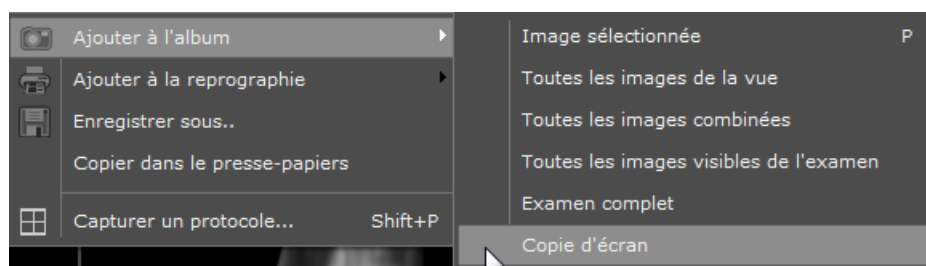 Ajouter à l'album
Ajouter à la reprographie
Enregistrer sous..
Copier dans le presse-papiers
Capturer un protocole... Shift+P
Image sélectionnée P
Toutes les images de la vue
Toutes les images combinées
Toutes les images visibles de l'examen
Examen complet
Copie d'écran